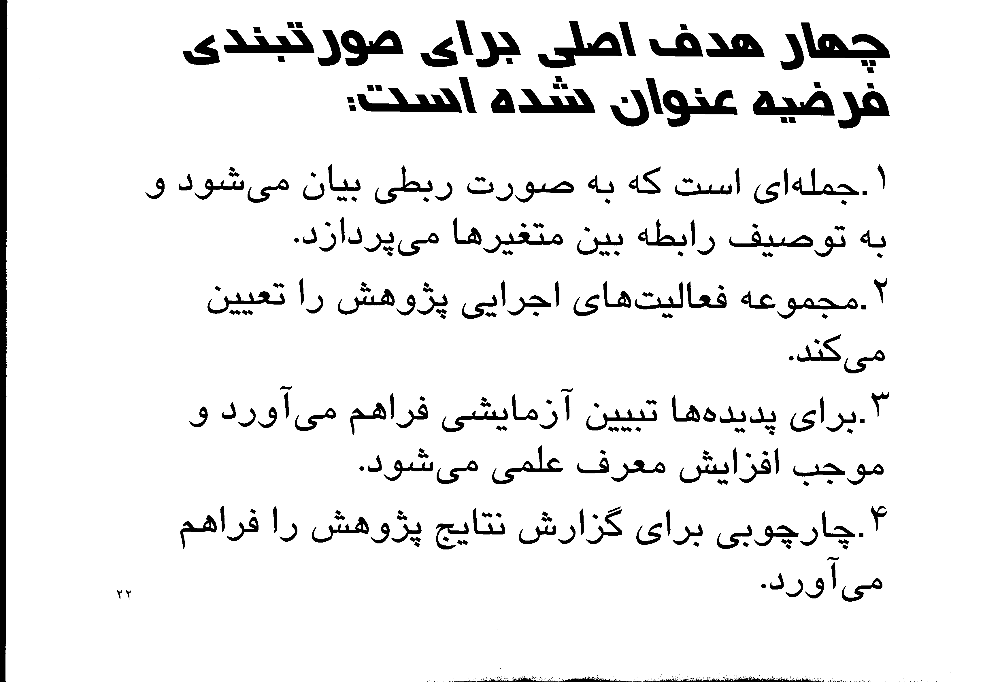 چهار هدف اصلی برای صورتبندی
فرضیه عنوان شده است:
۱.جمله‌ای است که به صورت ربطی بیان می‌شود و
به توصیف رابطه بین متغیرها می‌پردازد.
۲.مجموعه فعالیت‌های اجرایی پژوهش را تعیین
می‌کند.
۳.برای پدیده‌ها تبیین آزمایشی فراهم می‌آورد و
موجب افزایش معرف علمی می‌شود.
۴.چارچوبی برای گزارش نتایج پژوهش را فراهم
می‌آورد.
۲۲